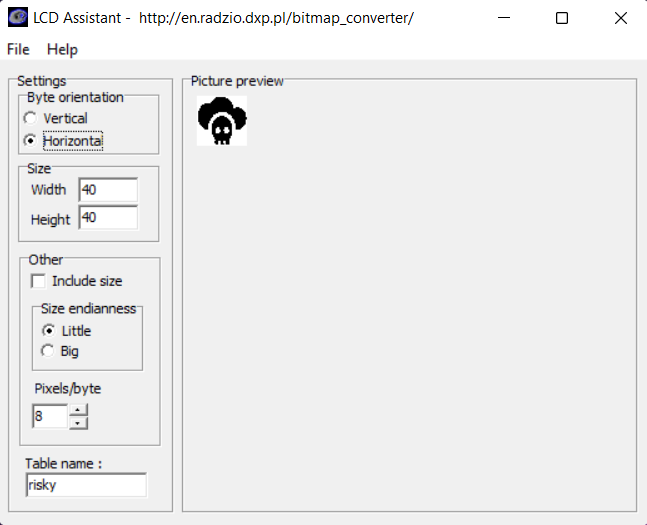 LCD Assistant - http://en.radzio.dxp.pl/bitmap_converter/
File Help
Settings
Byte orientation
Vertical
Horizontal
Size
Width 40
Height 40
Other
Include size
Size endianness
Little
Big
Pixels/byte
8
Table name :
risky
Picture preview